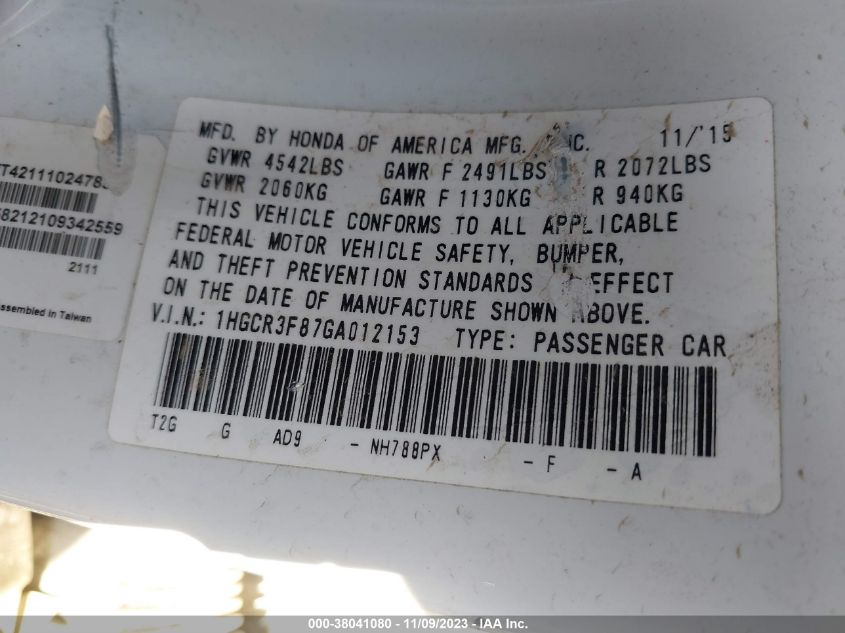 MFD. BY HONDA OF AMERICA MFG. INC. 11/'15
GVWR 4542LBS GAWR F 2491LBS R 2072LBS
GVWR 2060KG GAWR F 1130KG R 940KG
THIS VEHICLE CONFORMS TO ALL APPLICABLE
FEDERAL MOTOR VEHICLE SAFETY, BUMPER,
AND THEFT PREVENTION STANDARDS EFFECT
ON THE DATE OF MANUFACTURE SHOWN ABOVE.
V.I.N.: 1HGCR3F87GA012153 TYPE: PASSENGER CAR
T2G G AD9 - NH788PX - F - A
T4211102478
58212109342559
2111
Assembled in Taiwan
000-38041080 - 11/09/2023 - IAA Inc.